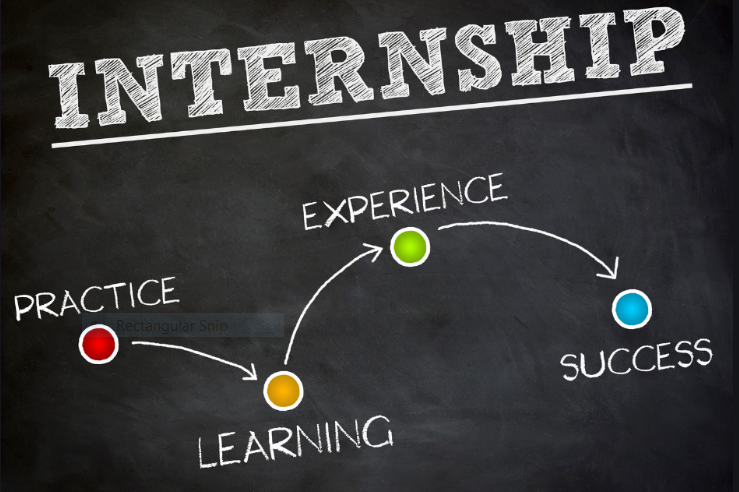 INTERNSHIP
EXPERIENCE
PRACTICE
Rectangular Snip
SUCCESS
LEARNING